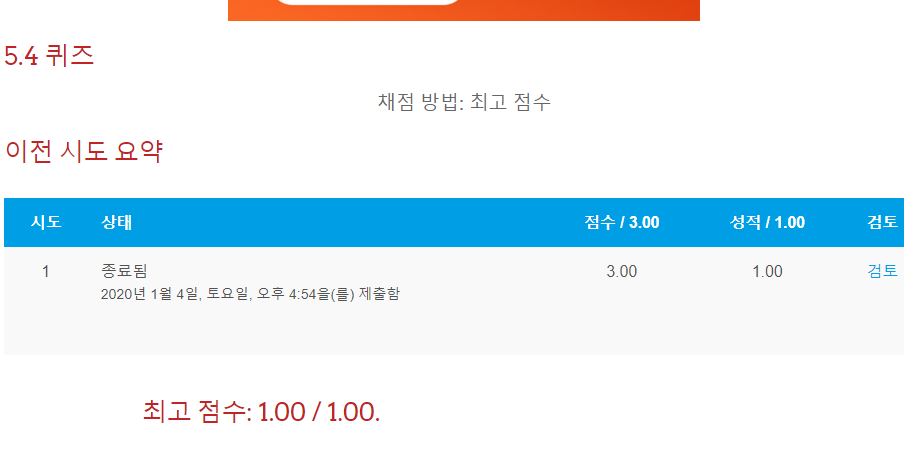 5.4 퀴즈
채점 방법: 최고 점수
이전 시도 요약
시도 상태 점수 / 3.00 성적 / 1.00 검토
1 종료됨 3.00 1.00 검토
2020년 1월 4일, 토요일, 오후 4:54을(를) 제출함
최고 점수: 1.00 / 1.00.